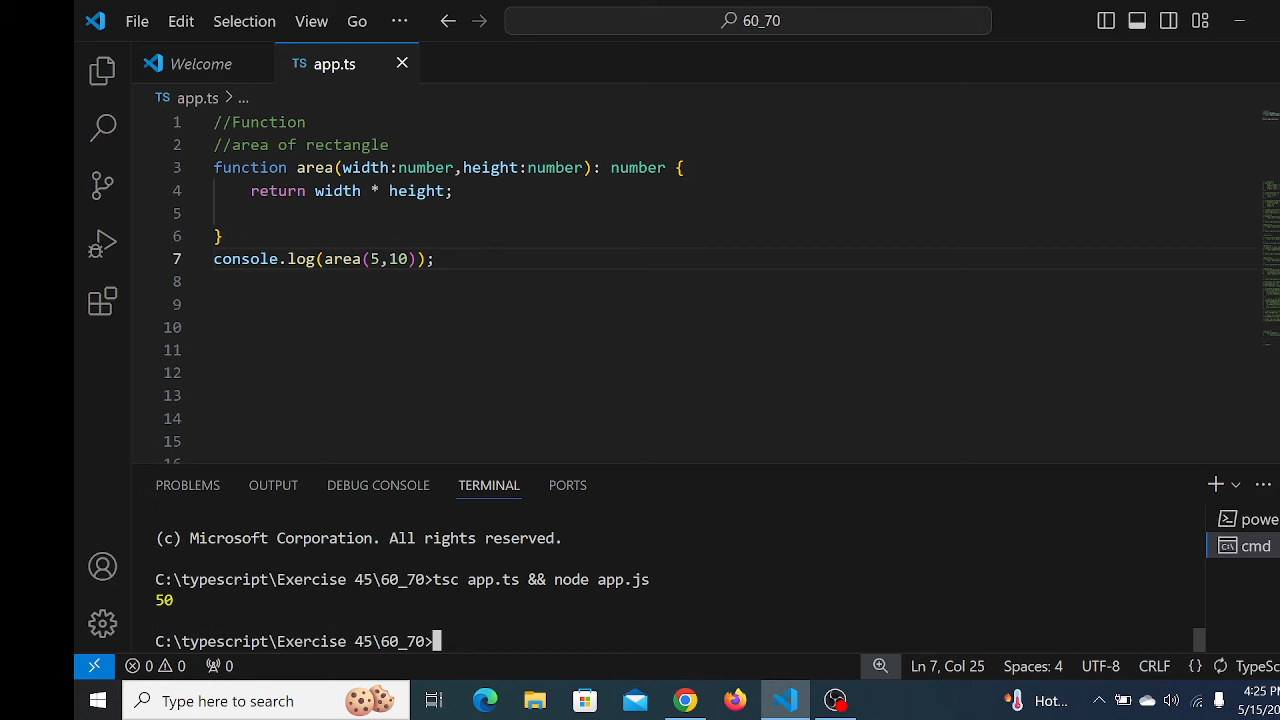 File Edit Selection View Go ··· 60_70
Welcome TS app.ts
TS app.ts > ...
1 //Function
2 //area of rectangle
3 function area(width:number,height:number): number {
4     return width * height;
5
6 }
7 console.log(area(5,10));
8
9
10
11
12
13
14
15
16
PROBLEMS OUTPUT DEBUG CONSOLE TERMINAL PORTS
(c) Microsoft Corporation. All rights reserved.
powe
cmd
C:\typescript\Exercise 45\60_70>tsc app.ts && node app.js
50
C:\typescript\Exercise 45\60_70>
0 0 0 Ln 7, Col 25 Spaces: 4 UTF-8 CRLF {} TypeSc
Type here to search Hot... 4:25 PM
5/15/20